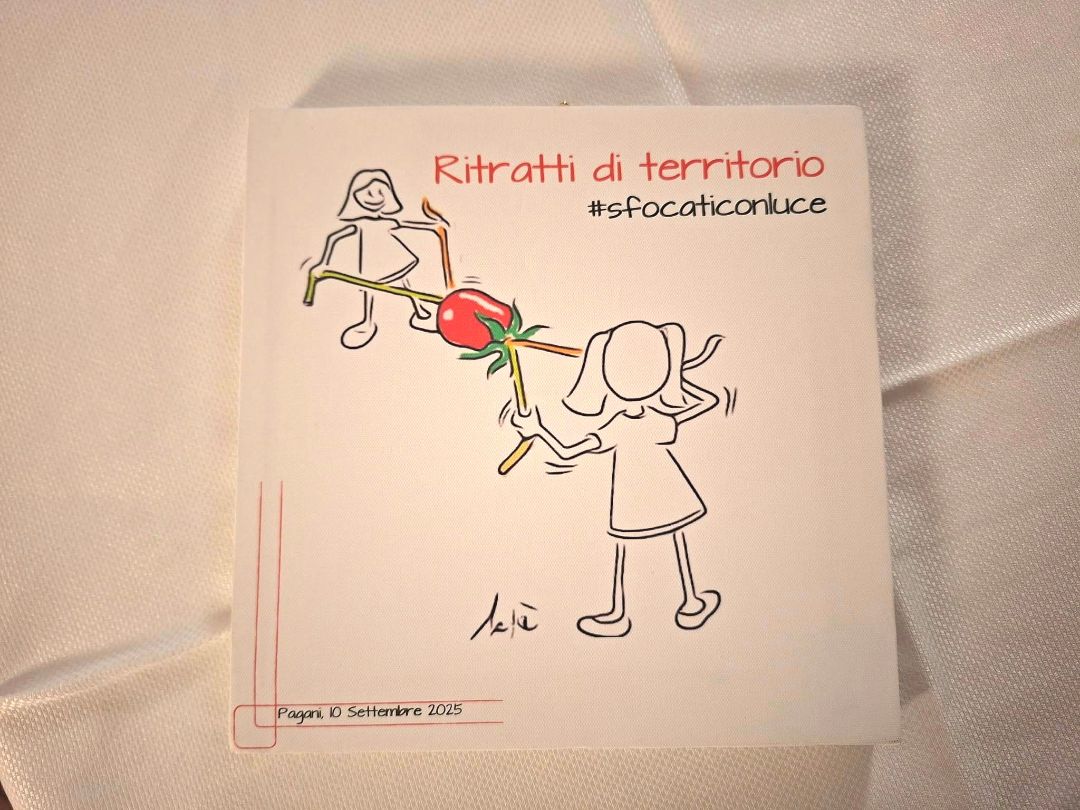 Ritratti di territorio
#sfocaticonluce
Pagani, 10 Settembre 2025